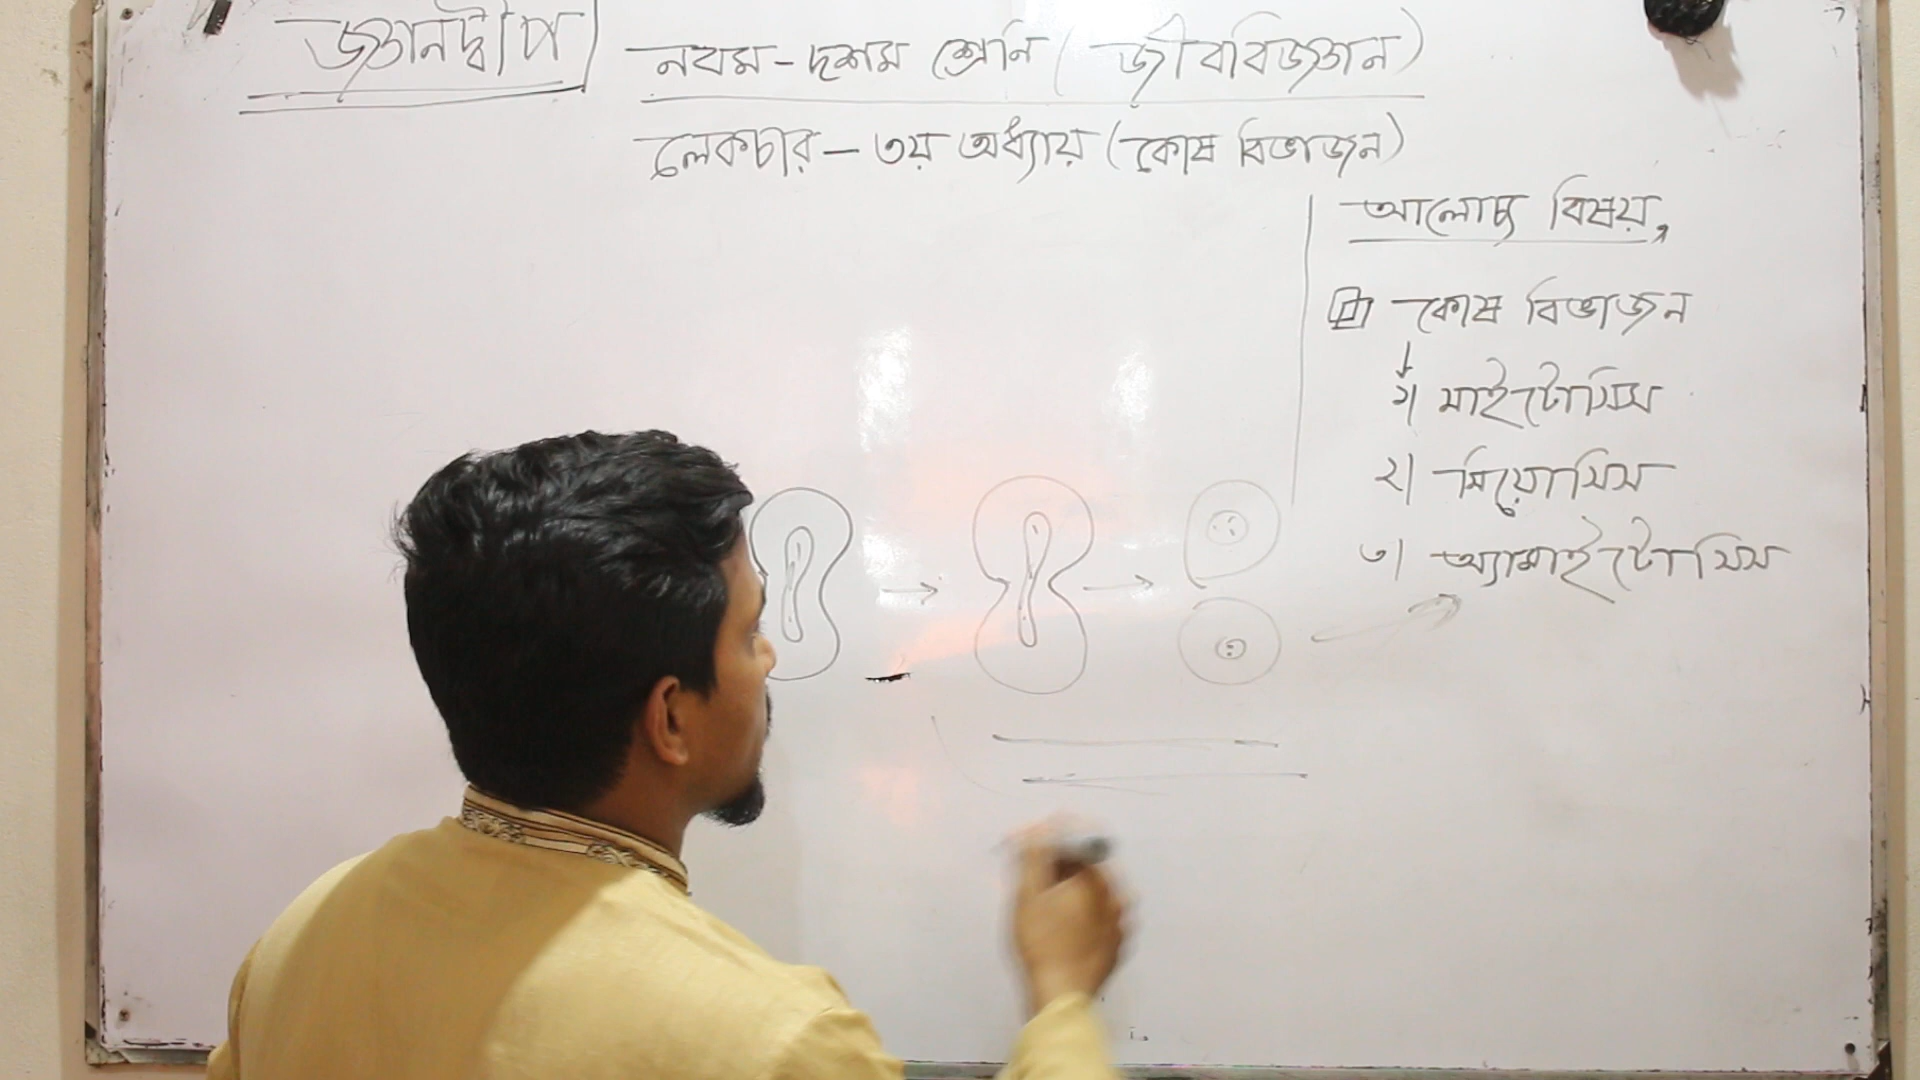 জ্ঞানদ্বীপ
নবম-দশম শ্রেনি (জীববিজ্ঞান)
লেকচার - ৩য় অধ্যায় (কোষ বিভাজন)
আলোচ্য বিষয়,
কোষ বিভাজন
১) মাইটোসিস
২) মিয়োসিস
৩) অ্যামাইটোসিস